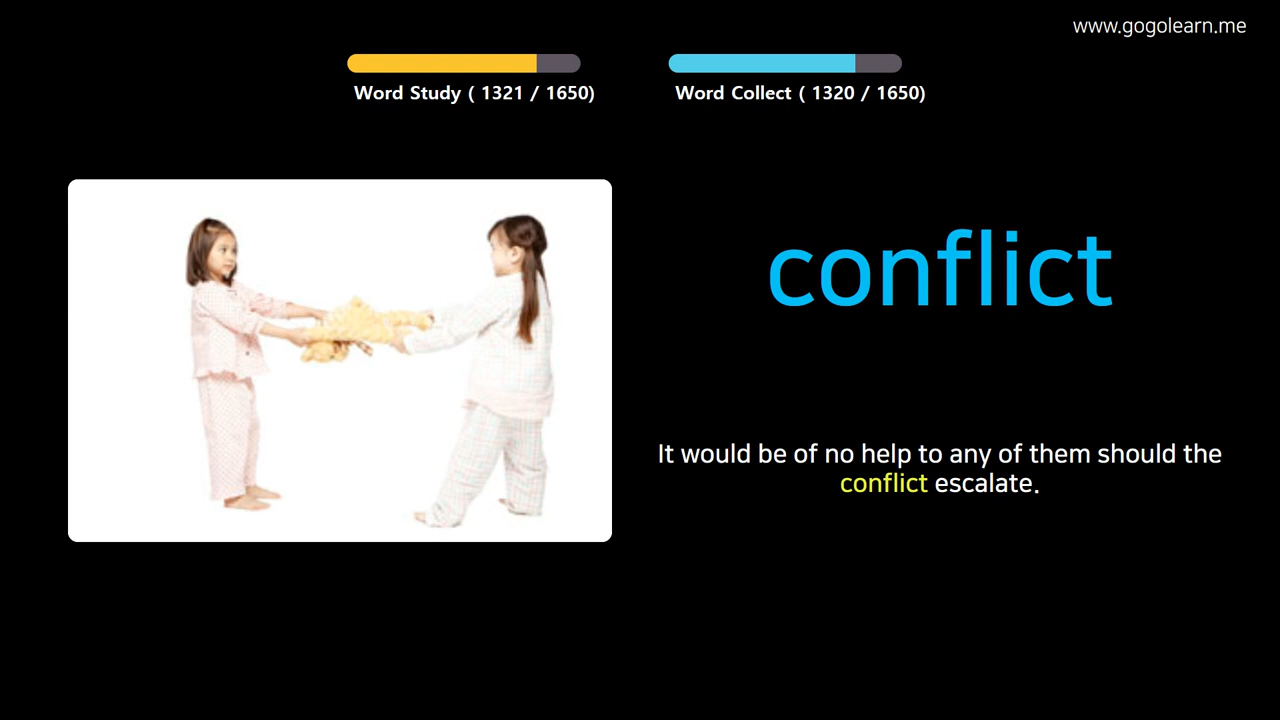 www.gogolearn.me
Word Study ( 1321 / 1650)
Word Collect ( 1320 / 1650)
conflict
It would be of no help to any of them should the
conflict escalate.